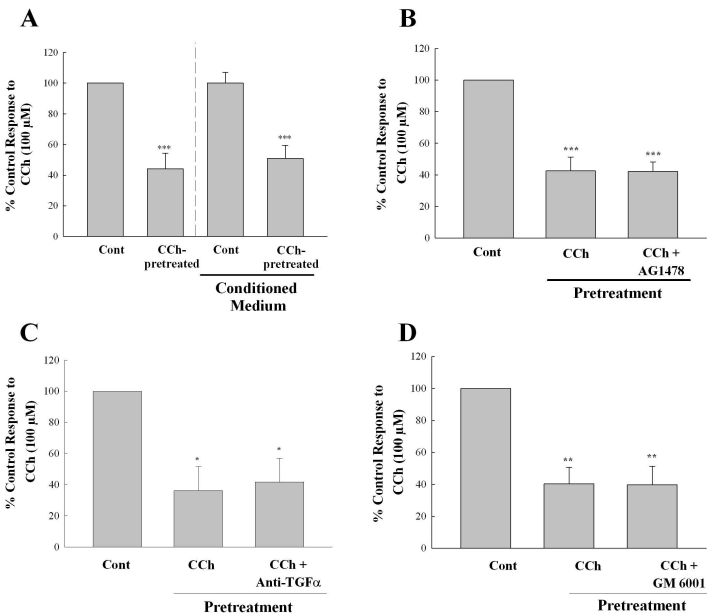 A
% Control Response to
CCh (100 µM)
120
100
80
60
40
20
0
***
***
Cont
CCh-
pretreated
Cont
CCh-
pretreated
Conditioned
Medium
B
% Control Response to
CCh (100 µM)
120
100
80
60
40
20
0
***
***
Cont
CCh
CCh +
AG1478
Pretreatment
C
% Control Response to
CCh (100 µM)
120
100
80
60
40
20
0
*
*
Cont
CCh
CCh +
Anti-TGFα
Pretreatment
D
% Control Response to
CCh (100 µM)
120
100
80
60
40
20
0
**
**
Cont
CCh
CCh +
GM 6001
Pretreatment